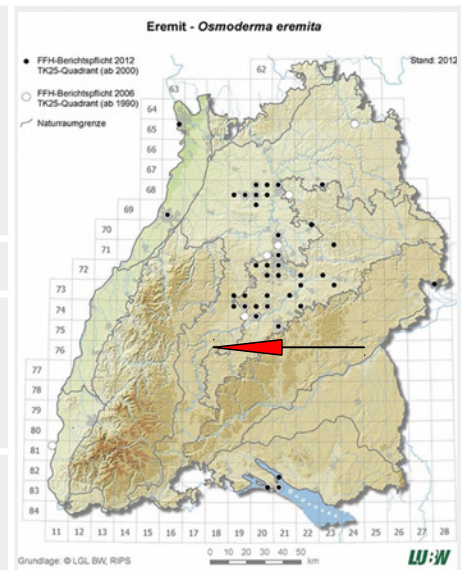 Eremit - Osmoderma eremita
FFH-Berichtspflicht 2012
TK25-Quadrant (ab 2000)
FFH-Berichtspflicht 2006
TK25-Quadrant (ab 1990)
Naturraumgrenze
Stand: 2012
62
63
64
65
67
68
69
70
71
72
73
74
75
76
77
78
79
80
81
82
83
84
11 12 13 14 15 16 17 18 19 20 21 22 23 24 25 26 27 28
Grundlage: © LGL BW, RIPS
0 10 20 30 40 50
km
LUBW